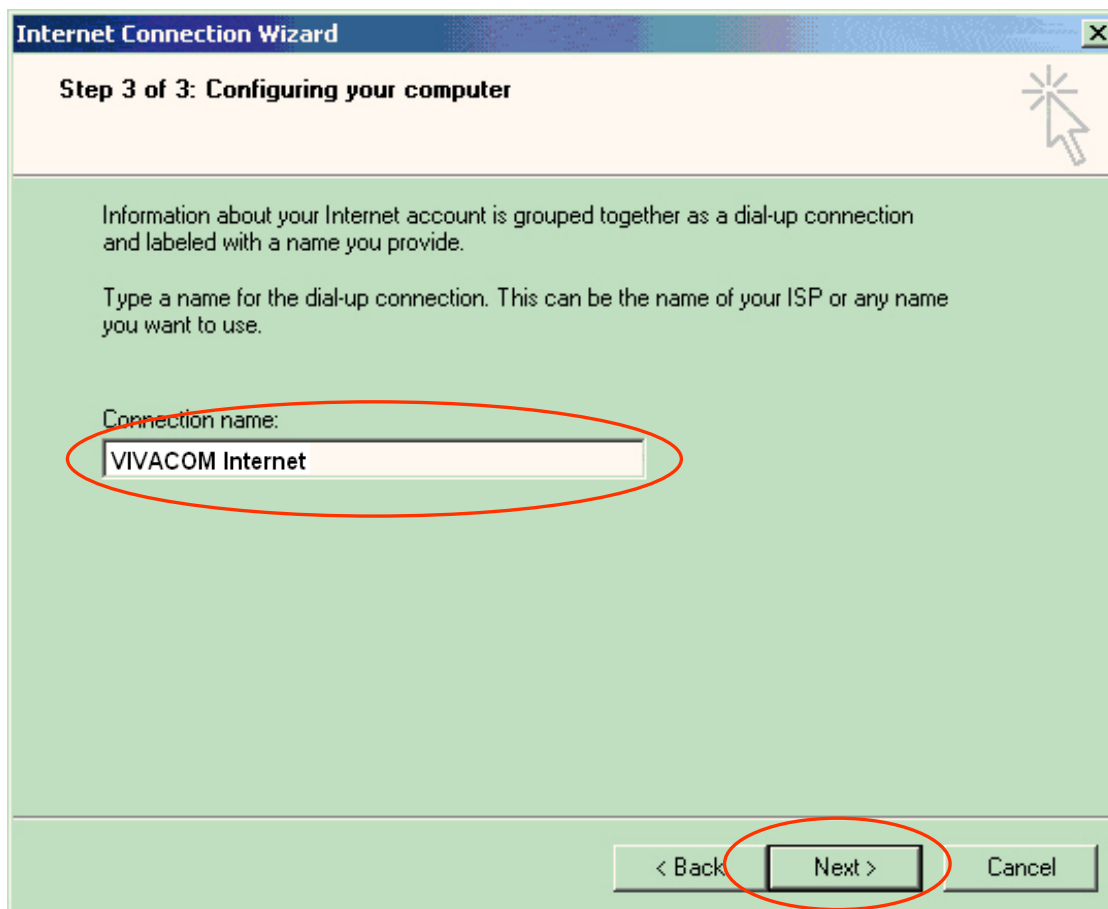 Internet Connection Wizard
Step 3 of 3: Configuring your computer
Information about your Internet account is grouped together as a dial-up connection
and labeled with a name you provide.
Type a name for the dial-up connection. This can be the name of your ISP or any name
you want to use.
Connection name:
VIVACOM Internet
< Back
Next >
Cancel